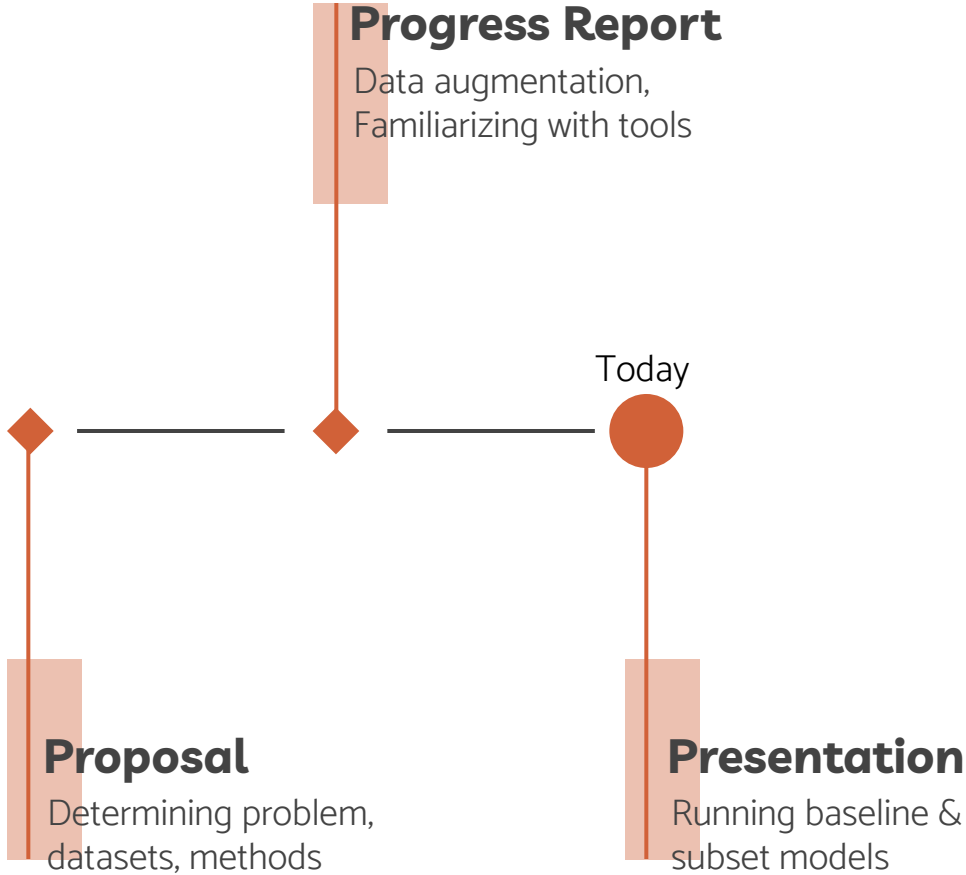 Progress Report
Data augmentation,
Familiarizing with tools
Today
Proposal
Determining problem,
datasets, methods
Presentation
Running baseline &
subset models